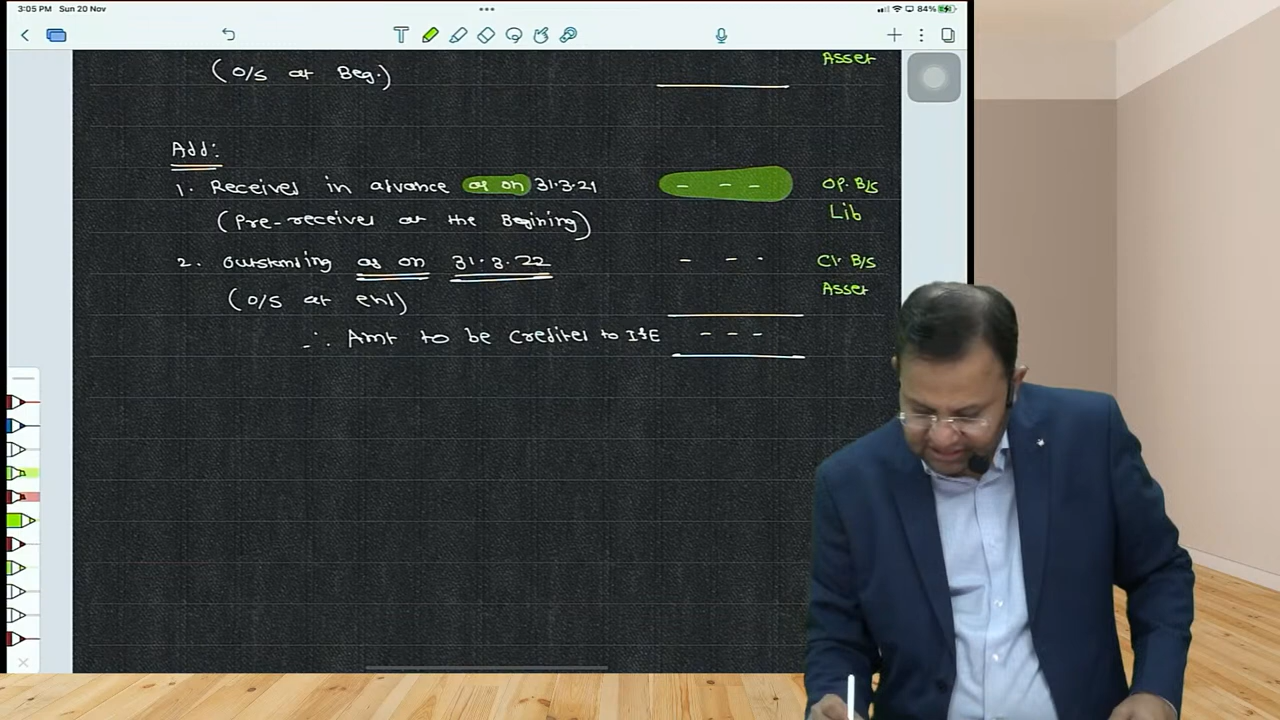 3:05 PM Sun 20 Nov
84%
Asset
(O/S at Beg.)
Add:
1. Received in advance as on 31.3.21 - - - Op. B/S
(Pre-received at the Begining) Lib
2. Outstanding as on 31.3.22 - - - Cl. B/S
(O/S at end) Asset
∴ Amt to be credited to I&E - - -